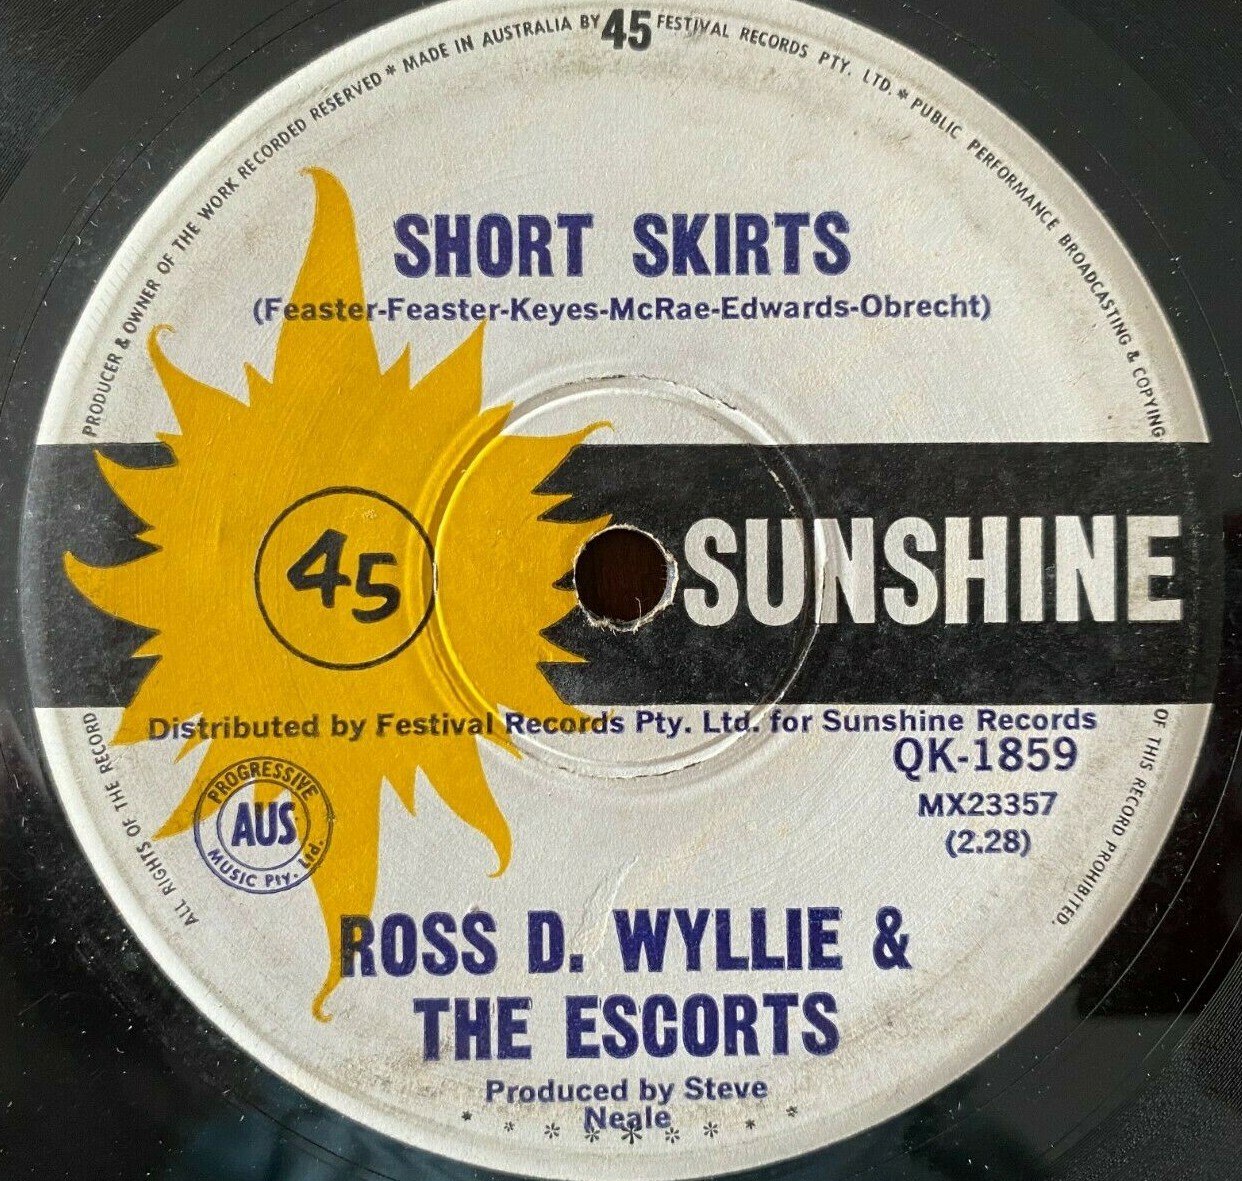 PRODUCER & OWNER OF THE WORK RECORDED RESERVED * MADE IN AUSTRALIA BY 45 FESTIVAL RECORDS PTY. LTD. * PUBLIC PERFORMANCE BROADCASTING & COPYING
SHORT SKIRTS
(Feaster-Feaster-Keyes-McRae-Edwards-Obrecht)
45
SUNSHINE
Distributed by Festival Records Pty. Ltd. for Sunshine Records
QK-1859
MX23357
(2.28)
PROGRESSIVE
AUS
MUSIC Pty. Ltd.
ALL RIGHTS OF THE RECORD
OF THIS RECORD PROHIBITED.
ROSS D. WYLLIE &
THE ESCORTS
Produced by Steve
Neale